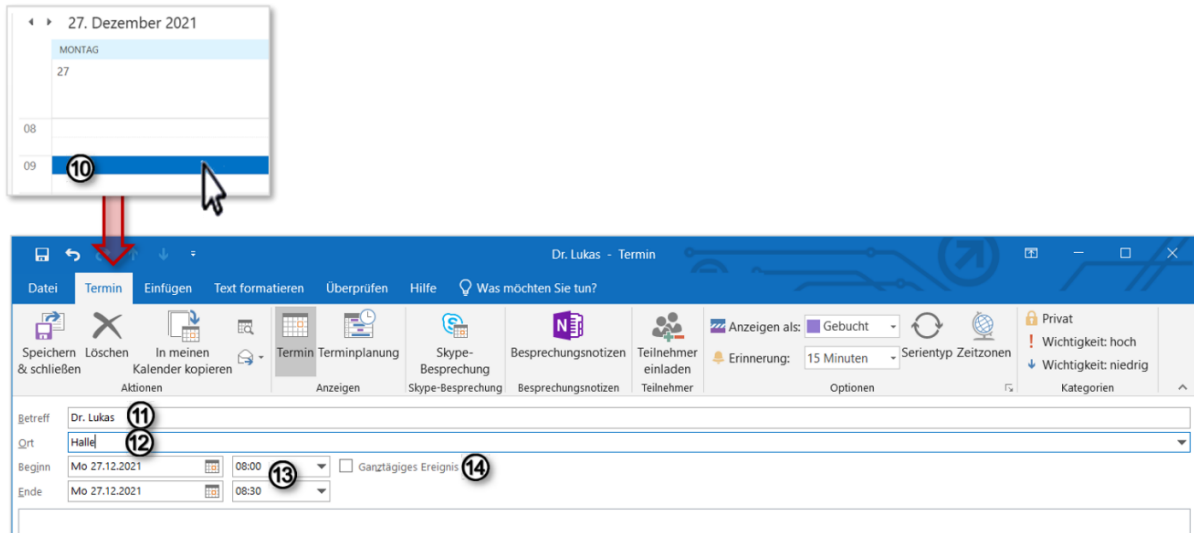 27. Dezember 2021
MONTAG
27
08
09
10
Dr. Lukas - Termin
Datei Termin Einfügen Text formatieren Überprüfen Hilfe Was möchten Sie tun?
Speichern & schließen
Löschen
In meinen Kalender kopieren
Aktionen
Termin
Terminplanung
Anzeigen
Skype-Besprechung
Skype-Besprechung
Besprechungsnotizen
Besprechungsnotizen
Teilnehmer einladen
Teilnehmer
Anzeigen als: Gebucht
Erinnerung: 15 Minuten
Serientyp
Zeitzonen
Optionen
Privat
Wichtigkeit: hoch
Wichtigkeit: niedrig
Kategorien
Betreff Dr. Lukas 11
Ort Halle 12
Beginn Mo 27.12.2021 08:00 13 Ganztägiges Ereignis 14
Ende Mo 27.12.2021 08:30